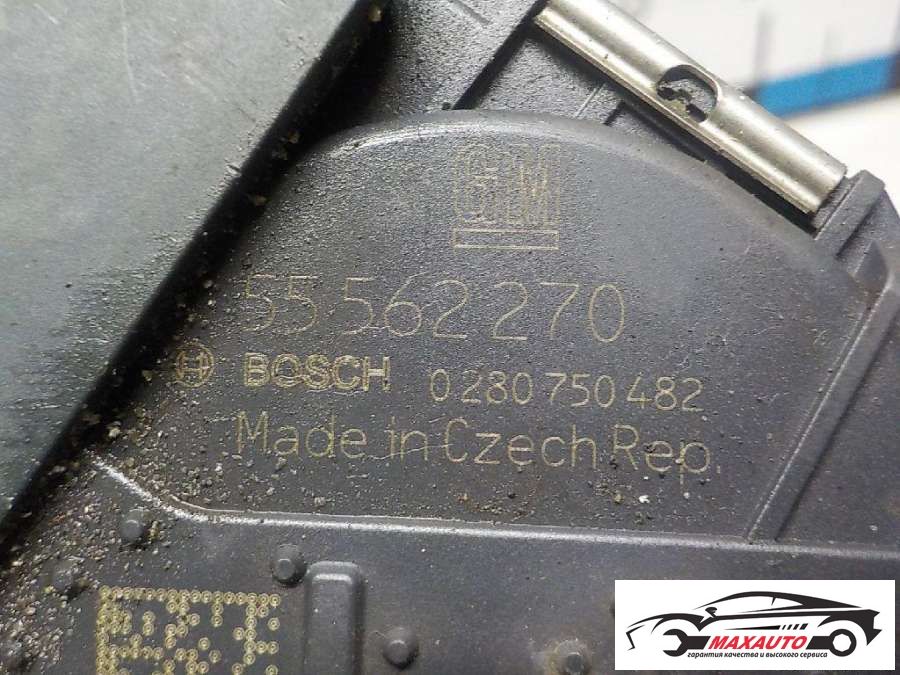 GM
55 562 270
BOSCH 0 280 750 482
Made in Czech Rep.
MAXAUTO
гарантия качества и высокого сервиса